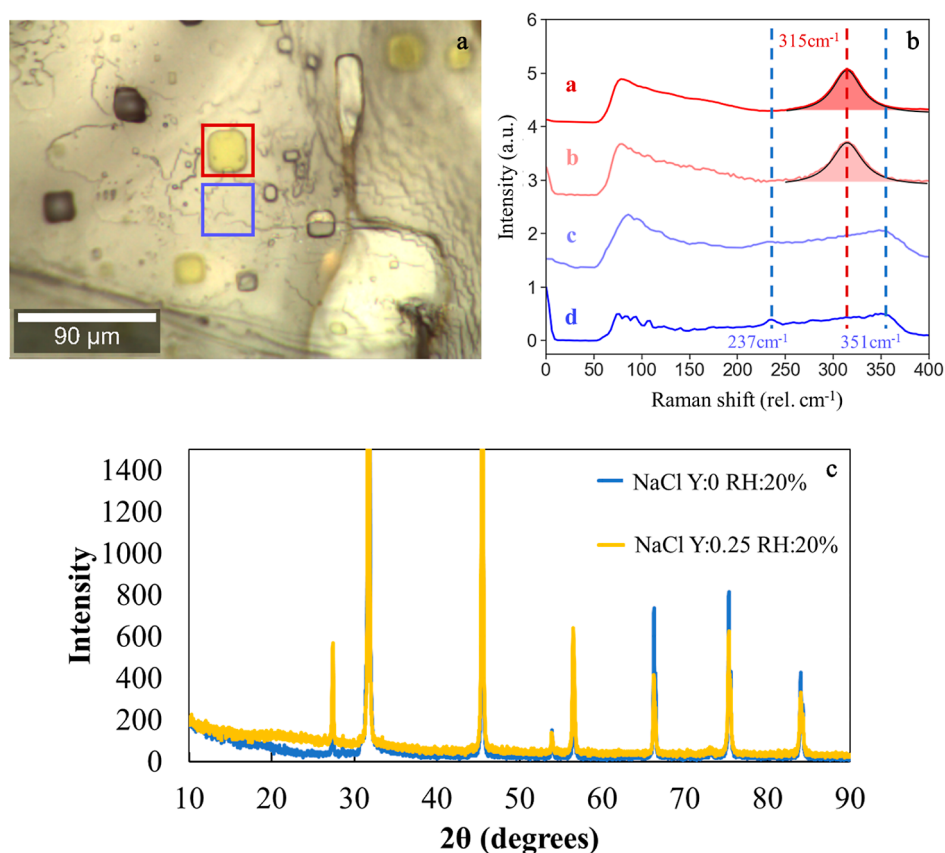 a
90 µm
b
315cm-1
a
b
c
d
237cm-1
351cm-1
Intensity (a.u.)
5
4
3
2
1
0
0 50 100 150 200 250 300 350 400
Raman shift (rel. cm-1)
c
NaCl Y:0 RH:20%
NaCl Y:0.25 RH:20%
Intensity
1400
1200
1000
800
600
400
200
0
10 20 30 40 50 60 70 80 90
2θ (degrees)